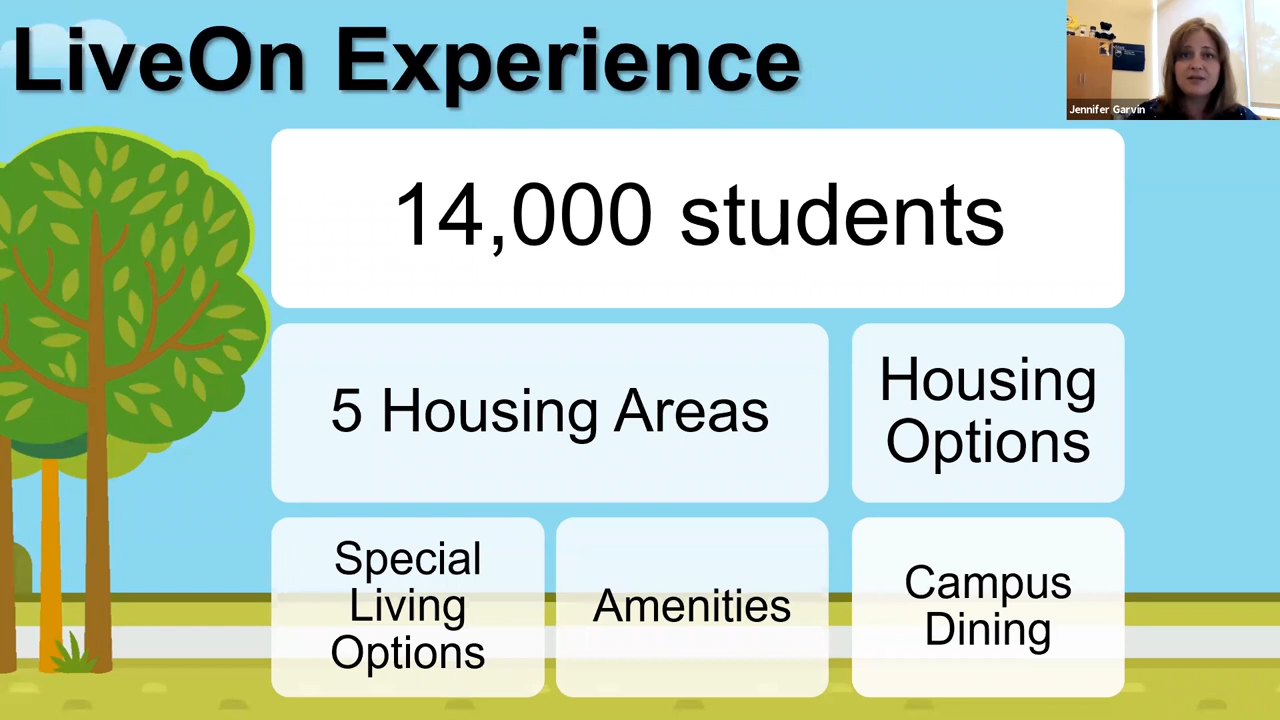 LiveOn Experience
Jennifer Garvin
14,000 students
5 Housing Areas
Housing
Options
Special
Living
Options
Amenities
Campus
Dining